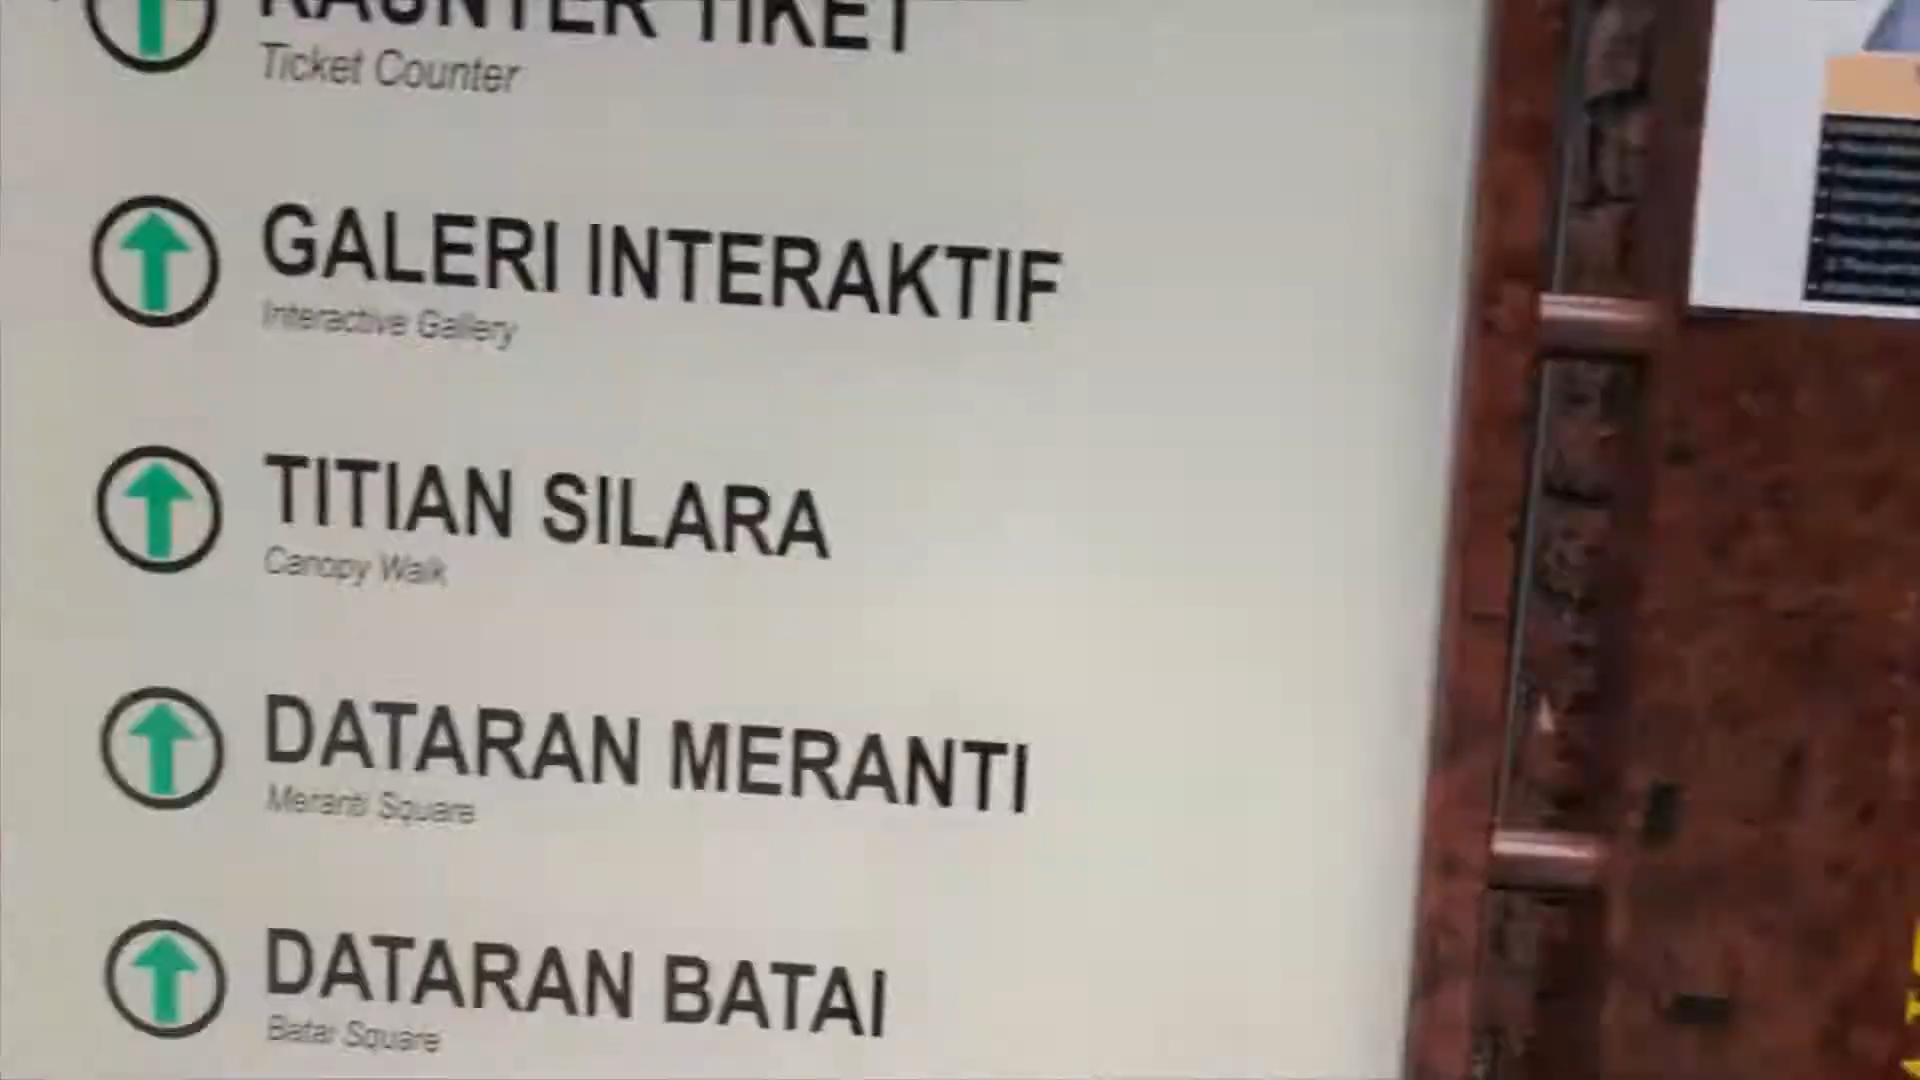 KAUNTER TIKET
Ticket Counter
GALERI INTERAKTIF
Interactive Gallery
TITIAN SILARA
Canopy Walk
DATARAN MERANTI
Meranti Square
DATARAN BATAI
Batai Square